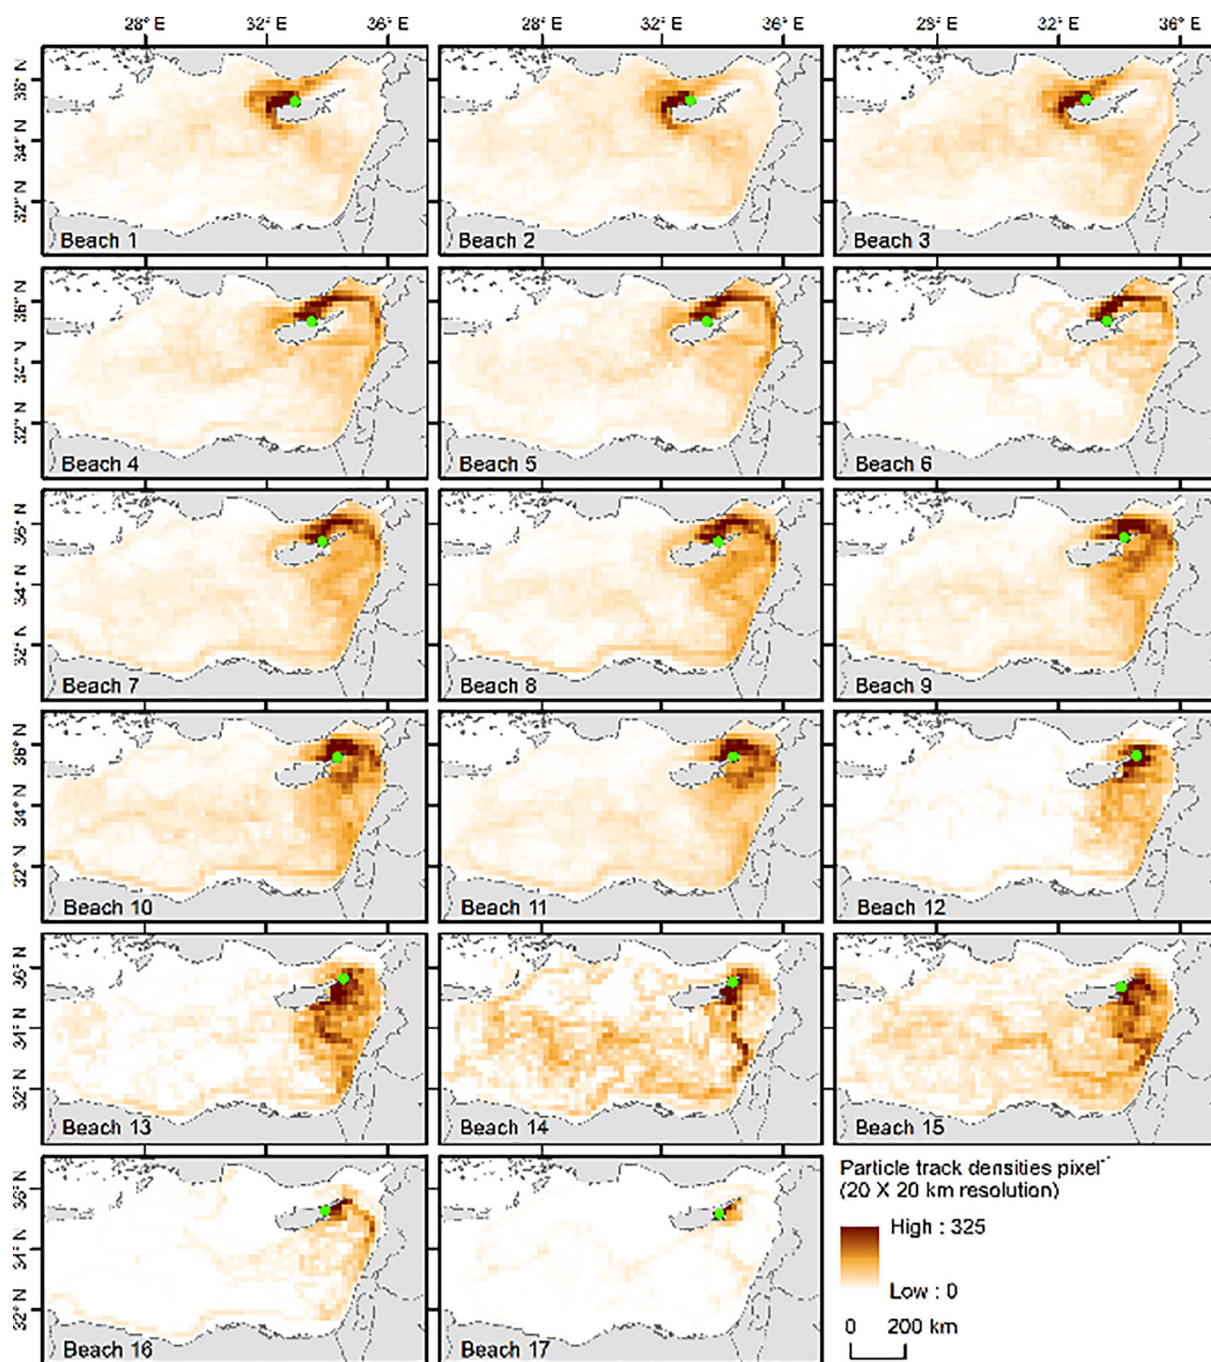 28° E 32° E 36° E 28° E 32° E 36° E 28° E 32° E 36° E
36° N
34° N
32° N
Beach 1 Beach 2 Beach 3
36° N
34° N
32° N
Beach 4 Beach 5 Beach 6
36° N
34° N
32° N
Beach 7 Beach 8 Beach 9
36° N
34° N
32° N
Beach 10 Beach 11 Beach 12
36° N
34° N
32° N
Beach 13 Beach 14 Beach 15
36° N
34° N
32° N
Beach 16 Beach 17
Particle track densities pixel
(20 X 20 km resolution)
High : 325
Low : 0
0 200 km